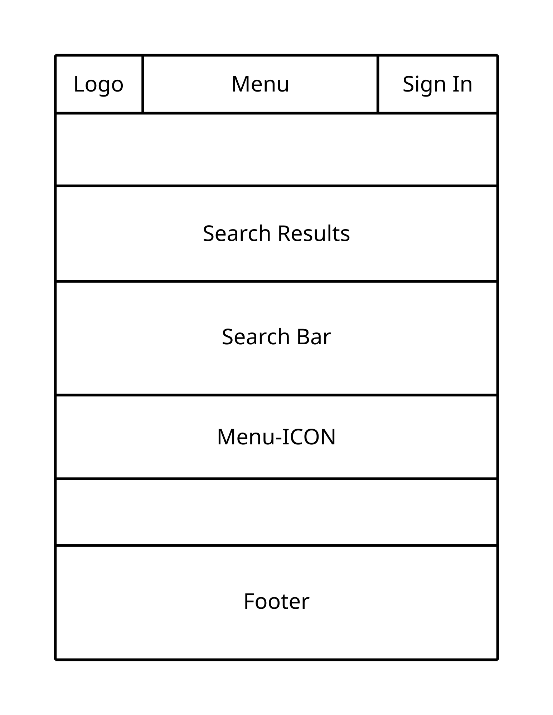 Logo
Menu
Sign In
Search Results
Search Bar
Menu-ICON
Footer